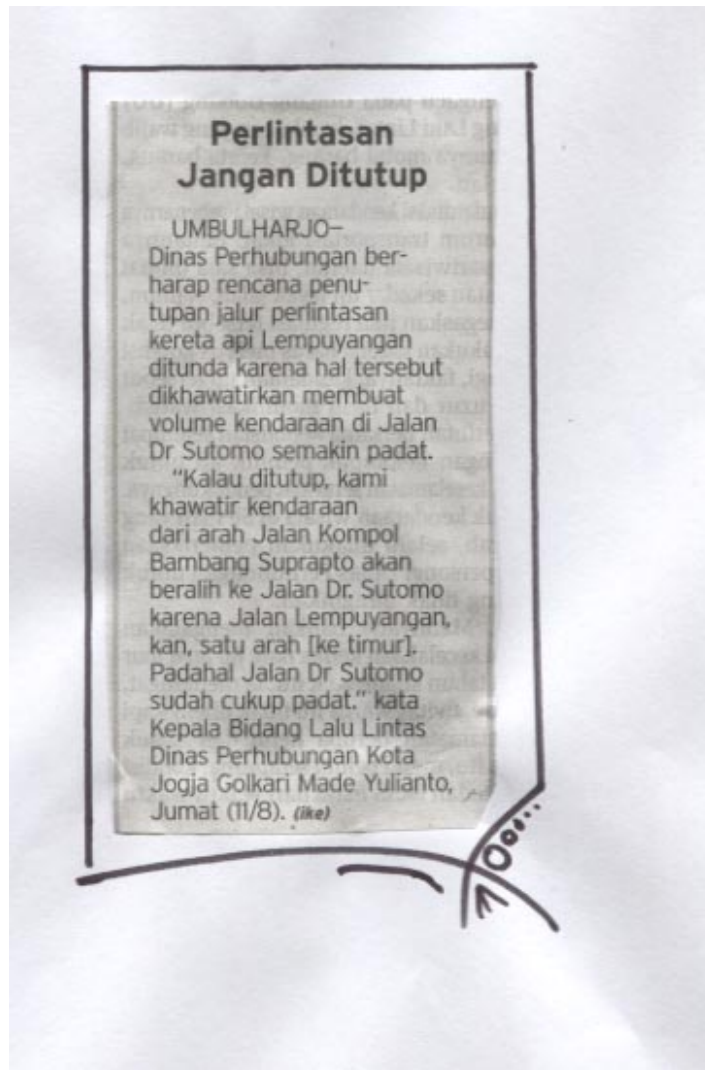 Perlintasan
Jangan Ditutup
UMBULHARJO—
Dinas Perhubungan ber-
harap rencana penu-
tupan jalur perlintasan
kereta api Lempuyangan
ditunda karena hal tersebut
dikhawatirkan membuat
volume kendaraan di Jalan
Dr Sutomo semakin padat.
“Kalau ditutup, kami
khawatir kendaraan
dari arah Jalan Kompol
Bambang Suprapto akan
beralih ke Jalan Dr. Sutomo
karena Jalan Lempuyangan,
kan, satu arah [ke timur].
Padahal Jalan Dr Sutomo
sudah cukup padat.” kata
Kepala Bidang Lalu Lintas
Dinas Perhubungan Kota
Jogja Golkari Made Yulianto,
Jumat (11/8). (ike)